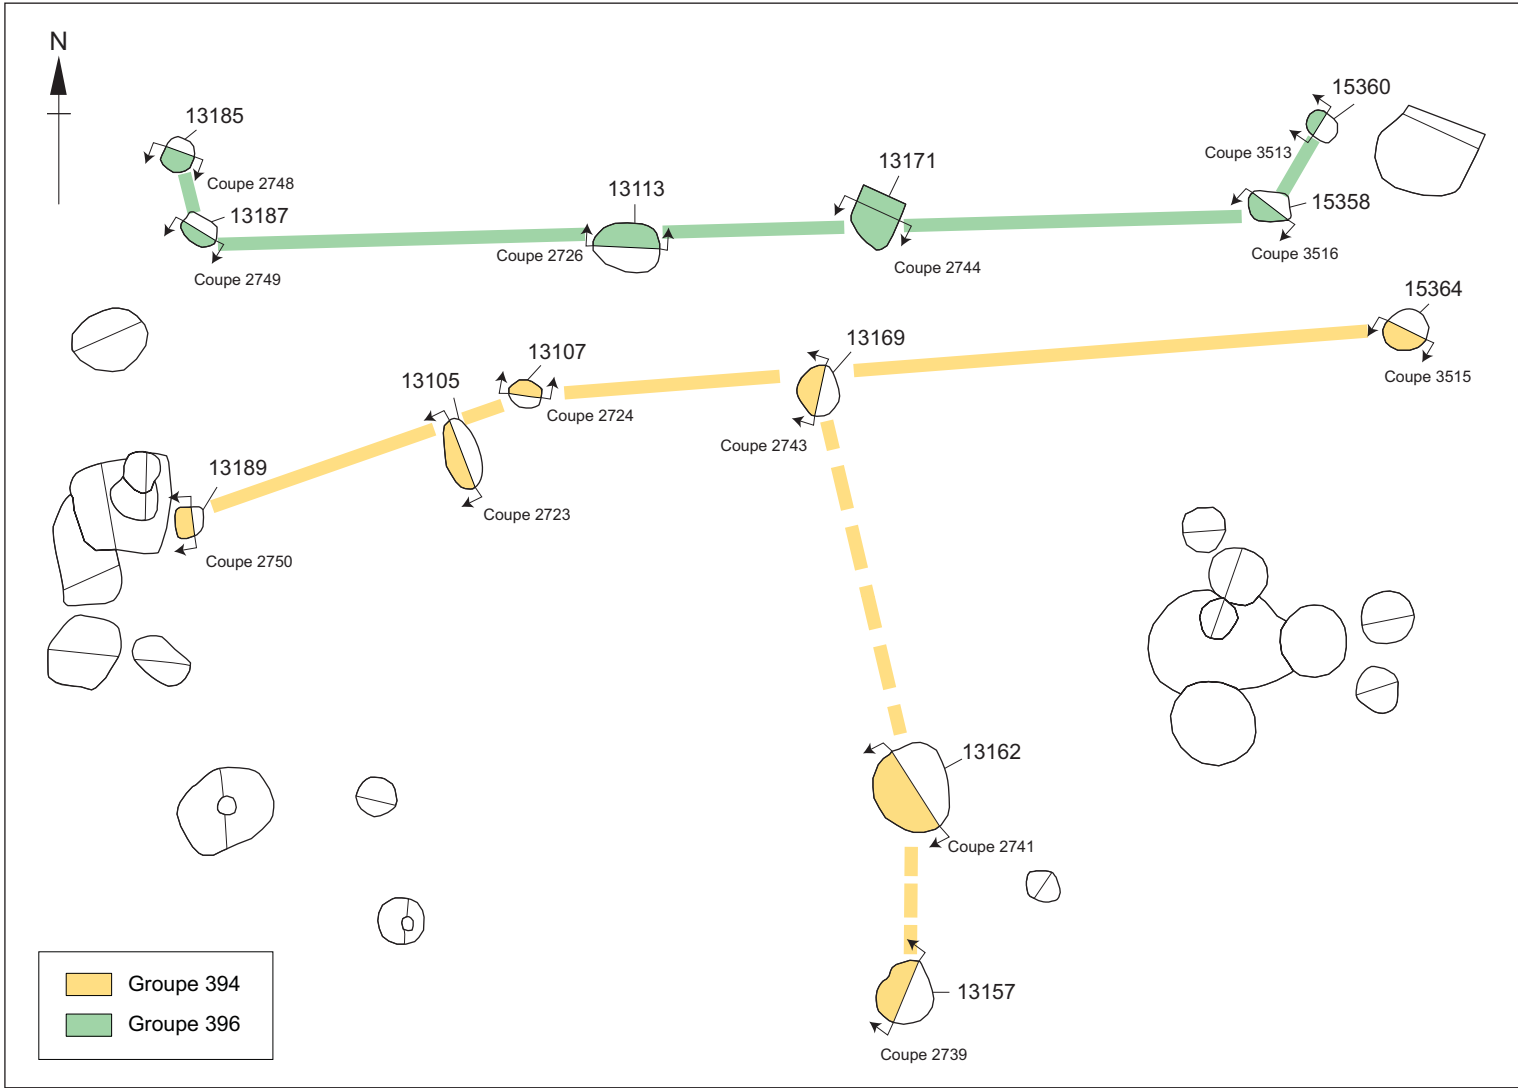 N
13185
15360
Coupe 3513
13171
Coupe 2748
13113
13187
15358
Coupe 2726
Coupe 3516
Coupe 2744
Coupe 2749
15364
13169
13107
13105
Coupe 3515
Coupe 2724
Coupe 2743
13189
Coupe 2723
Coupe 2750
13162
Coupe 2741
Groupe 394
13157
Groupe 396
Coupe 2739